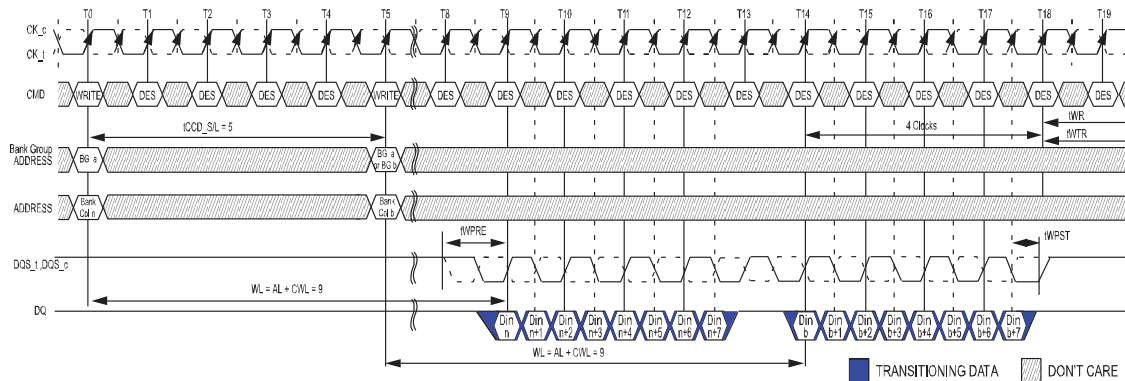 T0 T1 T2 T3 T4 T5 T8 T9 T10 T11 T12 T13 T14 T15 T16 T17 T18 T19
CK_c
CK_t
CMD WRITE DES DES DES DES WRITE DES DES DES DES DES DES DES DES DES DES DES DES
tCCD_S/L = 5
4 Clocks
tWR
tWTR
Bank Group
ADDRESS
BG a
BG a
or BG b
ADDRESS
Bank
Col n
Bank
Col b
tWPRE
tWPST
DQS_t,DQS_c
WL = AL + CWL = 9
DQ
Din
n
Din
n+1
Din
n+2
Din
n+3
Din
n+4
Din
n+5
Din
n+6
Din
n+7
Din
b
Din
b+1
Din
b+2
Din
b+3
Din
b+4
Din
b+5
Din
b+6
Din
b+7
WL = AL + CWL = 9
TRANSITIONING DATA
DON'T CARE